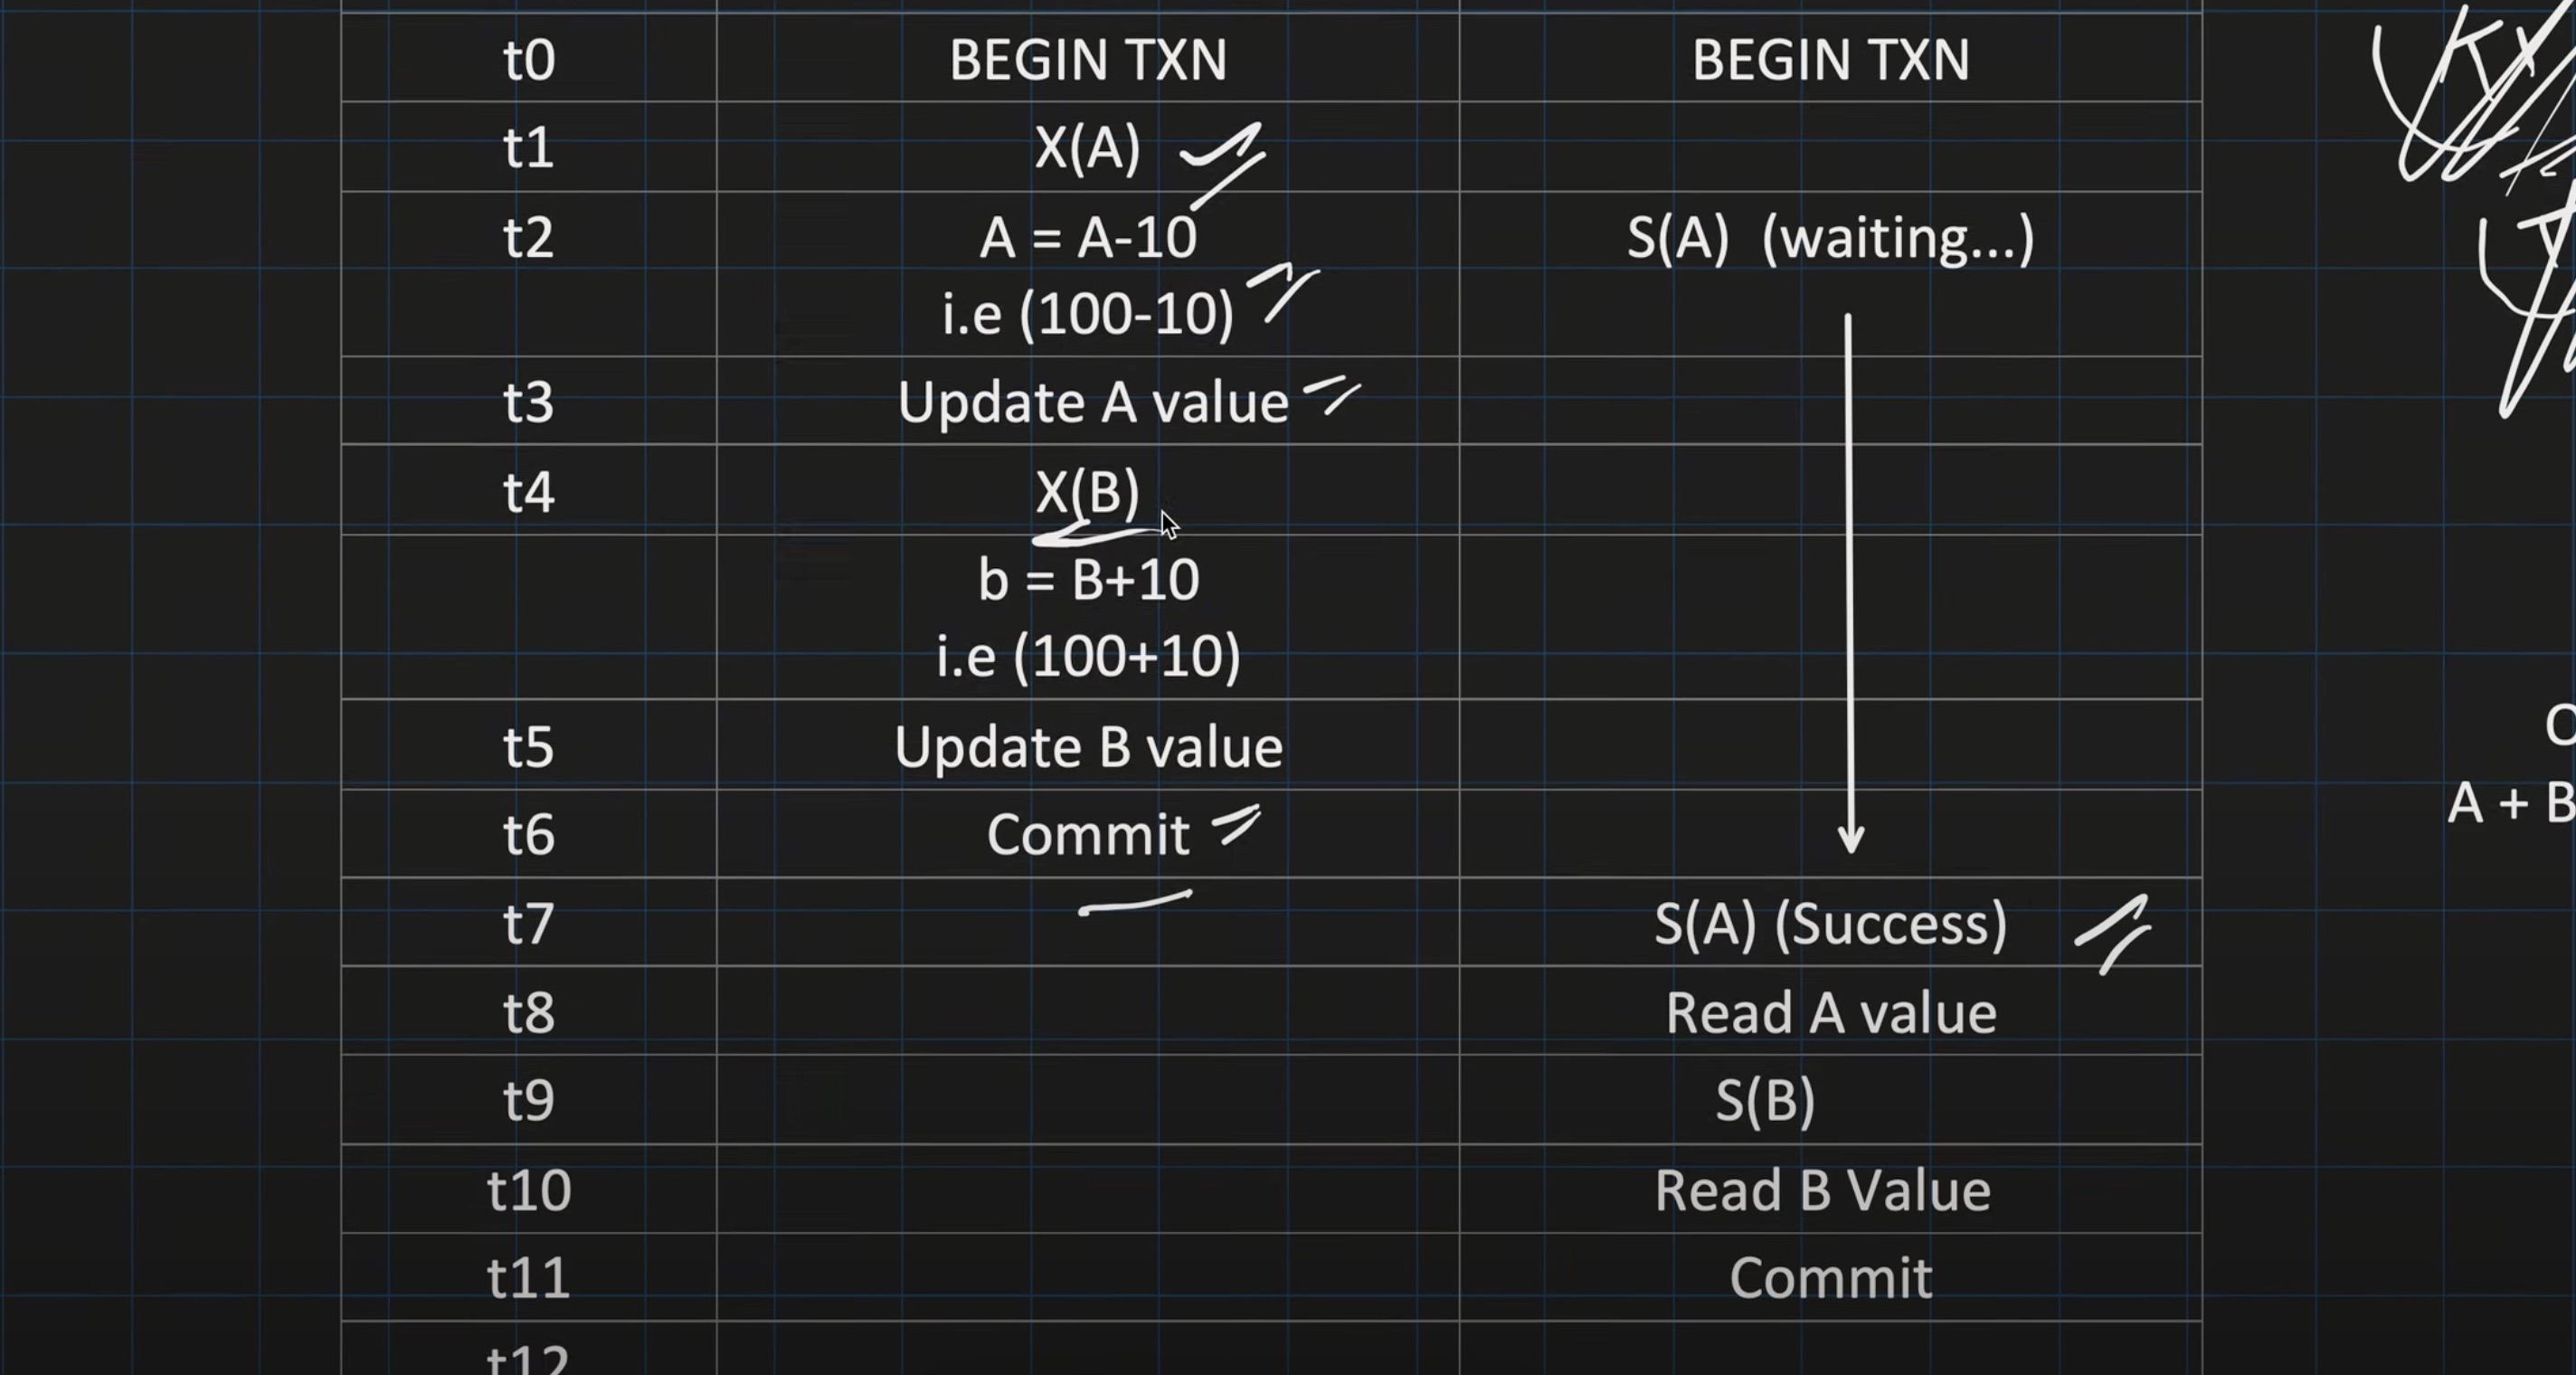 t0 BEGIN TXN BEGIN TXN
t1 X(A)
t2 A = A-10 S(A) (waiting...)
i.e (100-10)
t3 Update A value
t4 X(B)
b = B+10
i.e (100+10)
t5 Update B value
A + B
t6 Commit
t7 S(A) (Success)
t8 Read A value
t9 S(B)
t10 Read B Value
t11 Commit
t12